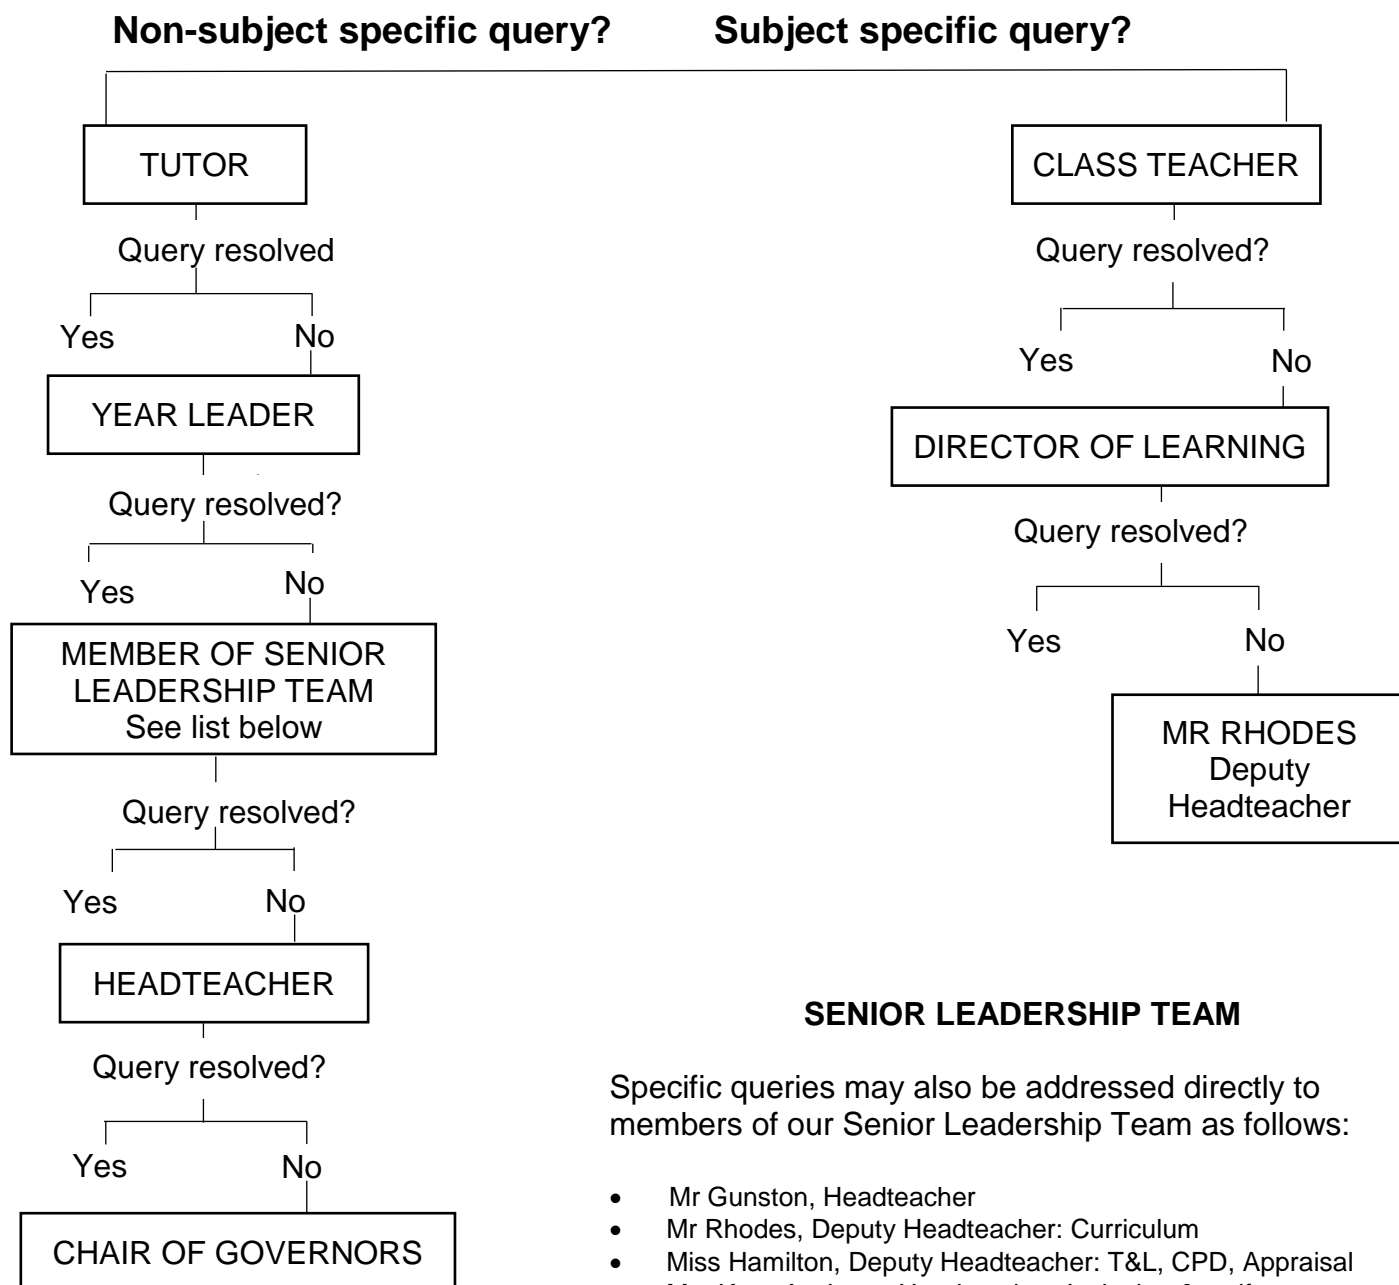 Non-subject specific query? Subject specific query?
TUTOR
Query resolved
Yes No
YEAR LEADER
Query resolved?
Yes No
MEMBER OF SENIOR
LEADERSHIP TEAM
See list below
Query resolved?
Yes No
HEADTEACHER
Query resolved?
Yes No
CHAIR OF GOVERNORS
CLASS TEACHER
Query resolved?
Yes No
DIRECTOR OF LEARNING
Query resolved?
Yes No
MR RHODES
Deputy
Headteacher
SENIOR LEADERSHIP TEAM
Specific queries may also be addressed directly to
members of our Senior Leadership Team as follows:
• Mr Gunston, Headteacher
• Mr Rhodes, Deputy Headteacher: Curriculum
• Miss Hamilton, Deputy Headteacher: T&L, CPD, Appraisal